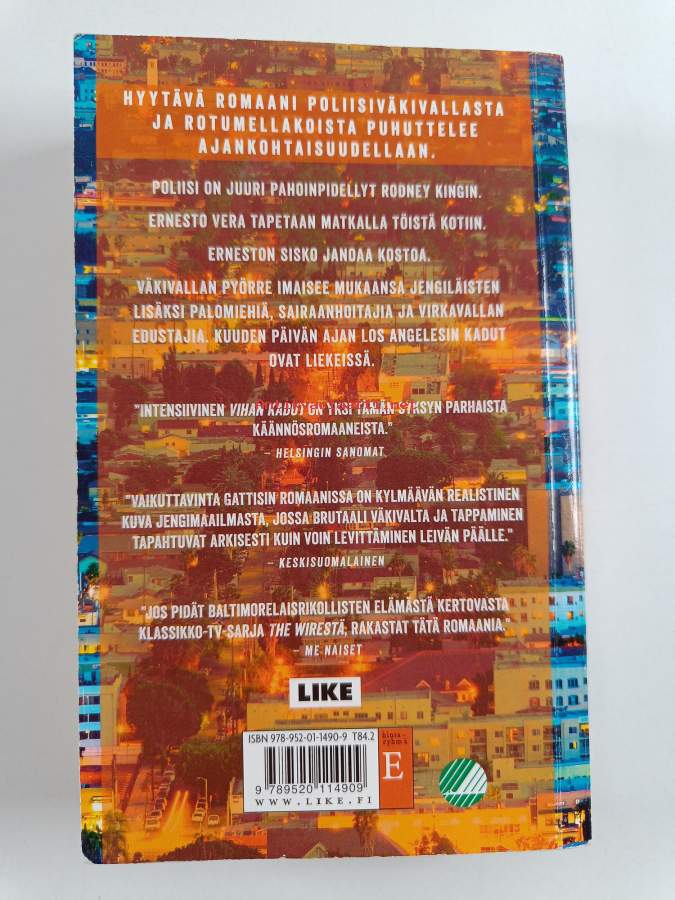 HYYTÄVÄ ROMAANI POLIISIVÄKIVALLASTA
JA ROTUMELLAKOISTA PUHUTTELEE
AJANKOHTAISUUDELLAAN.
POLIISI ON JUURI PAHOINPIDELLYT RODNEY KINGIN.
ERNESTO VERA TAPETAAN MATKALLA TÖISTÄ KOTIIN.
ERNESTON SISKO JANOAA KOSTOA.
VÄKIVALLAN PYÖRRE IMAISEE MUKAANSA JENGILÄISTEN
LISÄKSI PALOMIEHIÄ, SAIRAANHOITAJIA JA VIRKAVALLAN
EDUSTAJIA. KUUDEN PÄIVÄN AJAN LOS ANGELESIN KADUT
OVAT LIEKEISSÄ.
"INTENSIIVINEN VIHAN KADUT ON YKSI TÄMÄN SYKSYN PARHAISTA
KÄÄNNÖSROMAANEISTA."
– HELSINGIN SANOMAT
"VAIKUTTAVINTA GATTISIN ROMAANISSA ON KYLMÄÄVÄN REALISTINEN
KUVA JENGIMAAILMASTA, JOSSA BRUTAALI VÄKIVALTA JA TAPPAMINEN
TAPAHTUVAT ARKISESTI KUIN VOIN LEVITTÄMINEN LEIVÄN PÄÄLLE."
– KESKISUOMALAINEN
"JOS PIDÄT BALTIMORELAISRIKOLLISTEN ELÄMÄSTÄ KERTOVASTA
KLASSIKKO-TV-SARJA THE WIRESTÄ, RAKASTAT TÄTÄ ROMAANIA."
– ME NAISET
LIKE
ISBN 978-952-01-1490-9 T84.2
9 789520 114909
WWW.LIKE.FI
hinta-
ryhmä
E